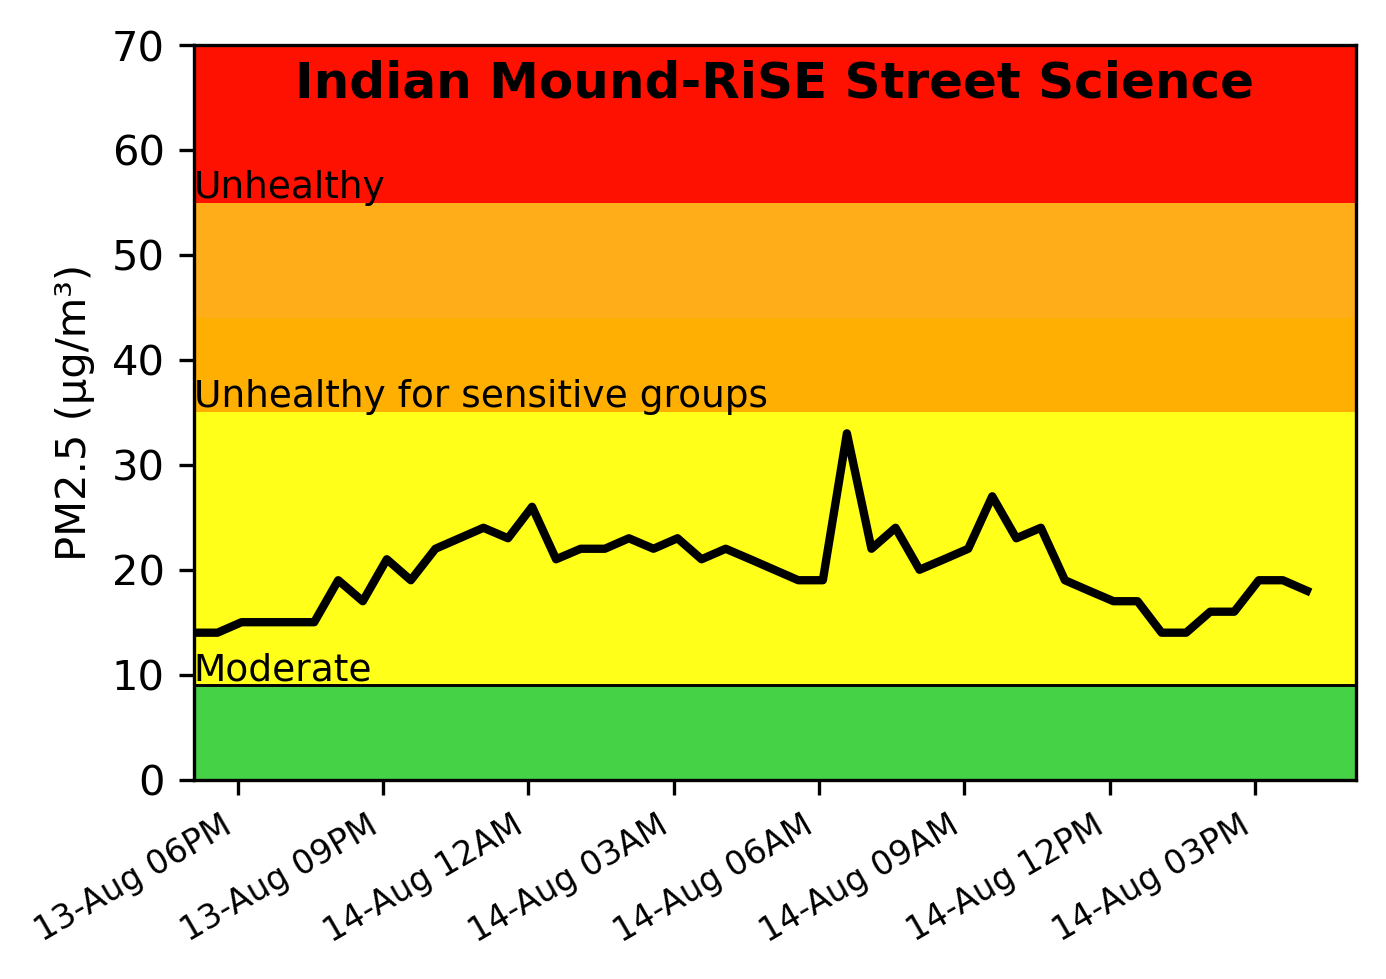 Indian Mound-RiSE Street Science
PM2.5 (µg/m³)
70
60
Unhealthy
50
40
Unhealthy for sensitive groups
30
20
10
Moderate
0
13-Aug 06PM
13-Aug 09PM
14-Aug 12AM
14-Aug 03AM
14-Aug 06AM
14-Aug 09AM
14-Aug 12PM
14-Aug 03PM